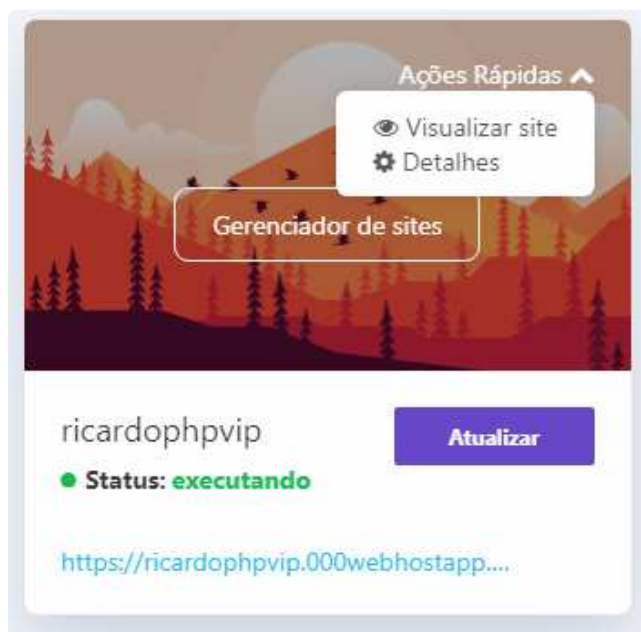 Ações Rápidas
Visualizar site
Detalhes
Gerenciador de sites
ricardophpvip
Atualizar
Status: executando
https://ricardophpvip.000webhostapp....